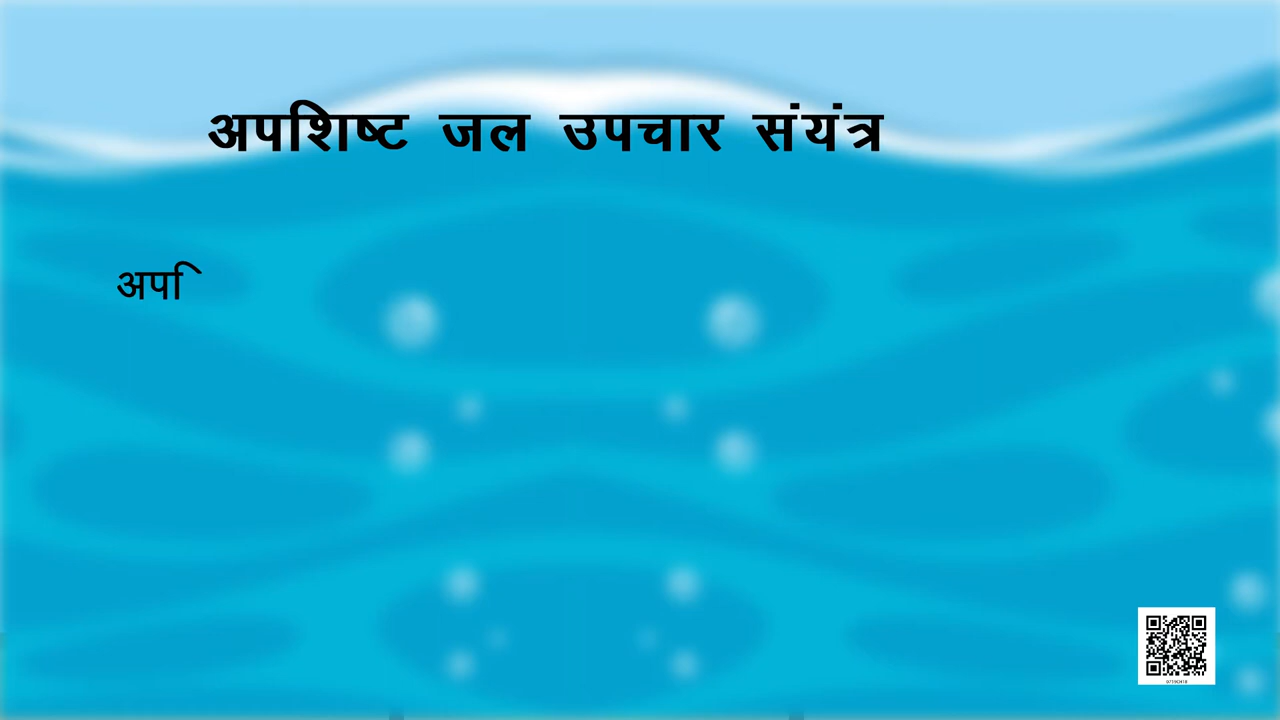 अपशिष्ट जल उपचार संयंत्र
अपि